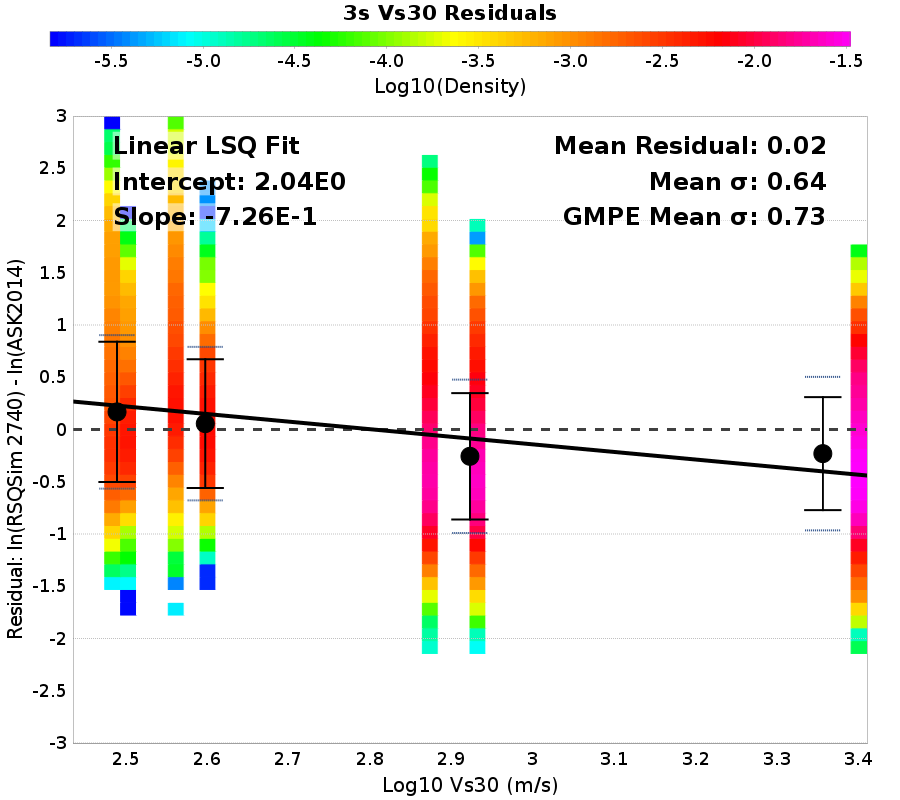 3s Vs30 Residuals
-5.5 -5.0 -4.5 -4.0 -3.5 -3.0 -2.5 -2.0 -1.5
Log10(Density)
Linear LSQ Fit
Intercept: 2.04E0
Slope: -7.26E-1
Mean Residual: 0.02
Mean σ: 0.64
GMPE Mean σ: 0.73
Residual: ln(RSQSim 2740) - ln(ASK2014)
3
2.5
2
1.5
1
0.5
0
-0.5
-1
-1.5
-2
-2.5
-3
2.5 2.6 2.7 2.8 2.9 3 3.1 3.2 3.3 3.4
Log10 Vs30 (m/s)